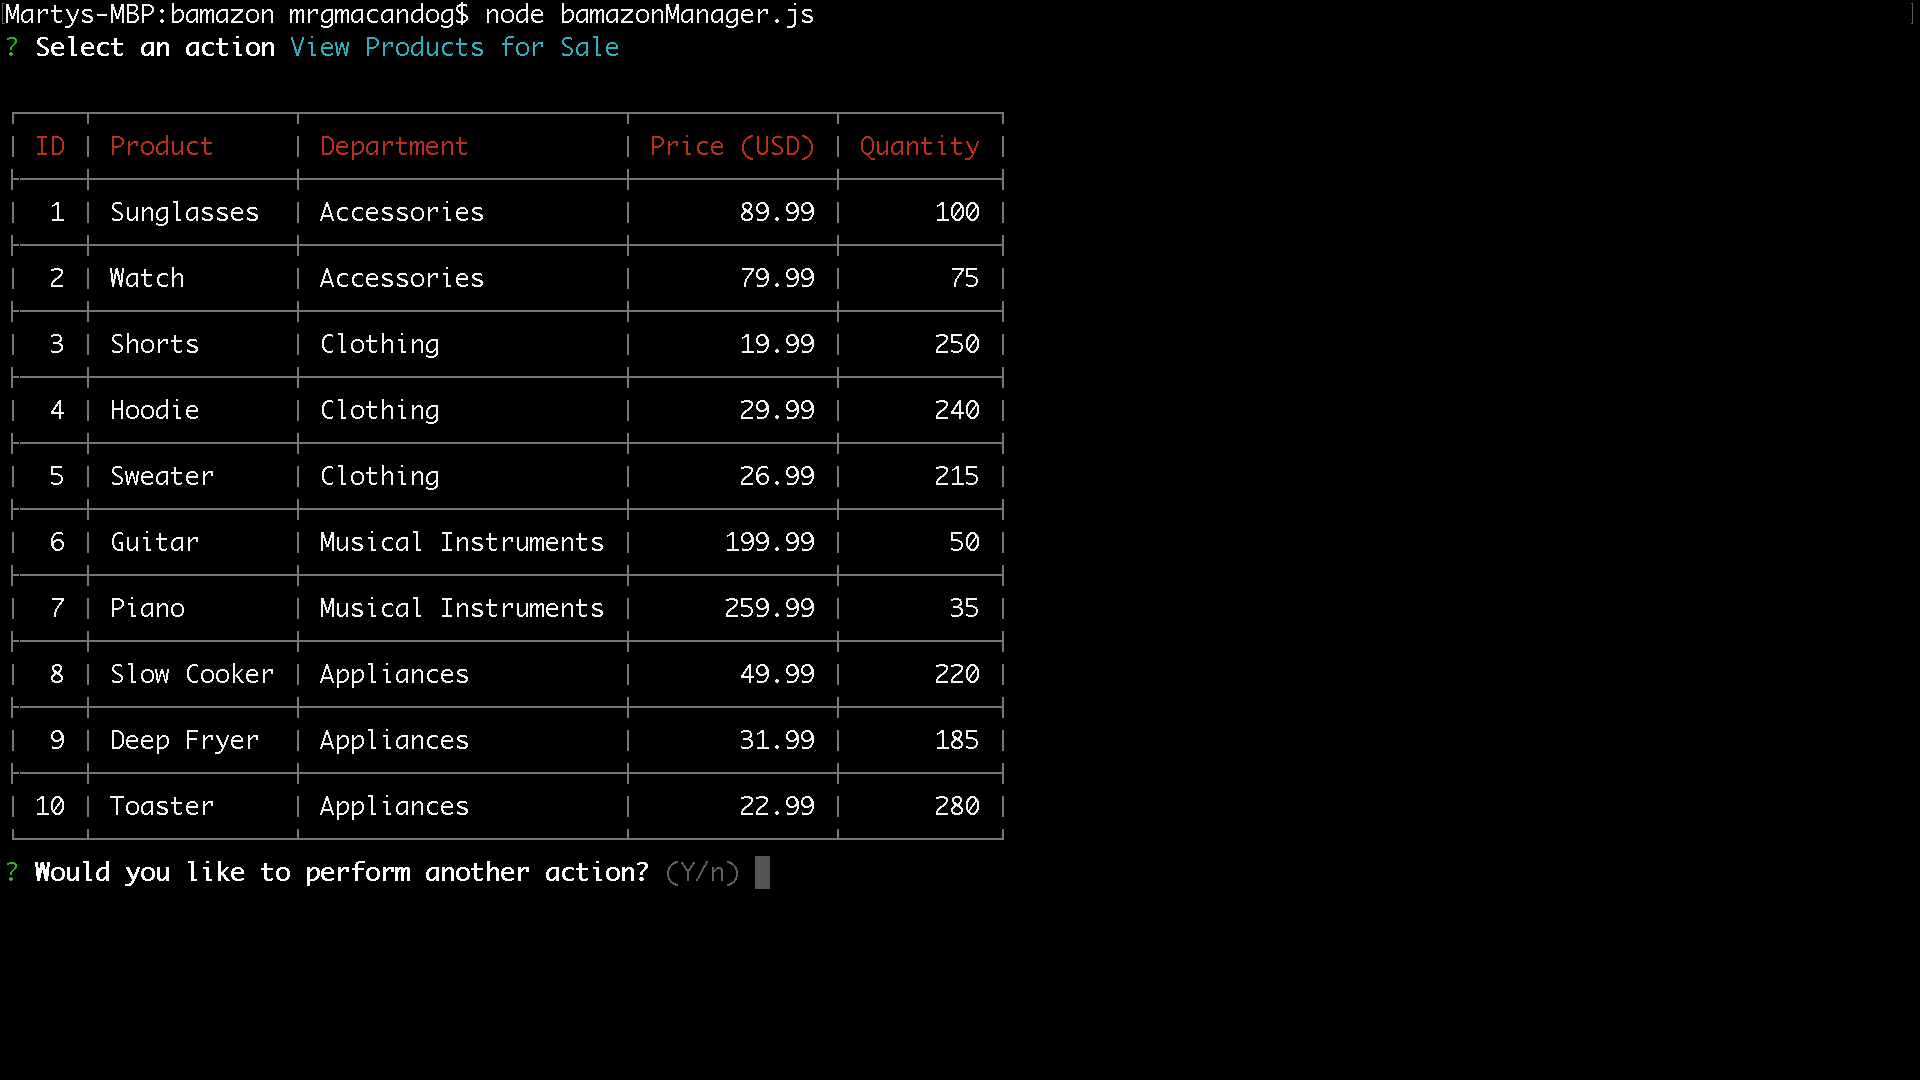 Martys-MBP:bamazon mrgmacandog$ node bamazonManager.js
? Select an action View Products for Sale
ID Product Department Price (USD) Quantity
1 Sunglasses Accessories 89.99 100
2 Watch Accessories 79.99 75
3 Shorts Clothing 19.99 250
4 Hoodie Clothing 29.99 240
5 Sweater Clothing 26.99 215
6 Guitar Musical Instruments 199.99 50
7 Piano Musical Instruments 259.99 35
8 Slow Cooker Appliances 49.99 220
9 Deep Fryer Appliances 31.99 185
10 Toaster Appliances 22.99 280
? Would you like to perform another action? (Y/n)